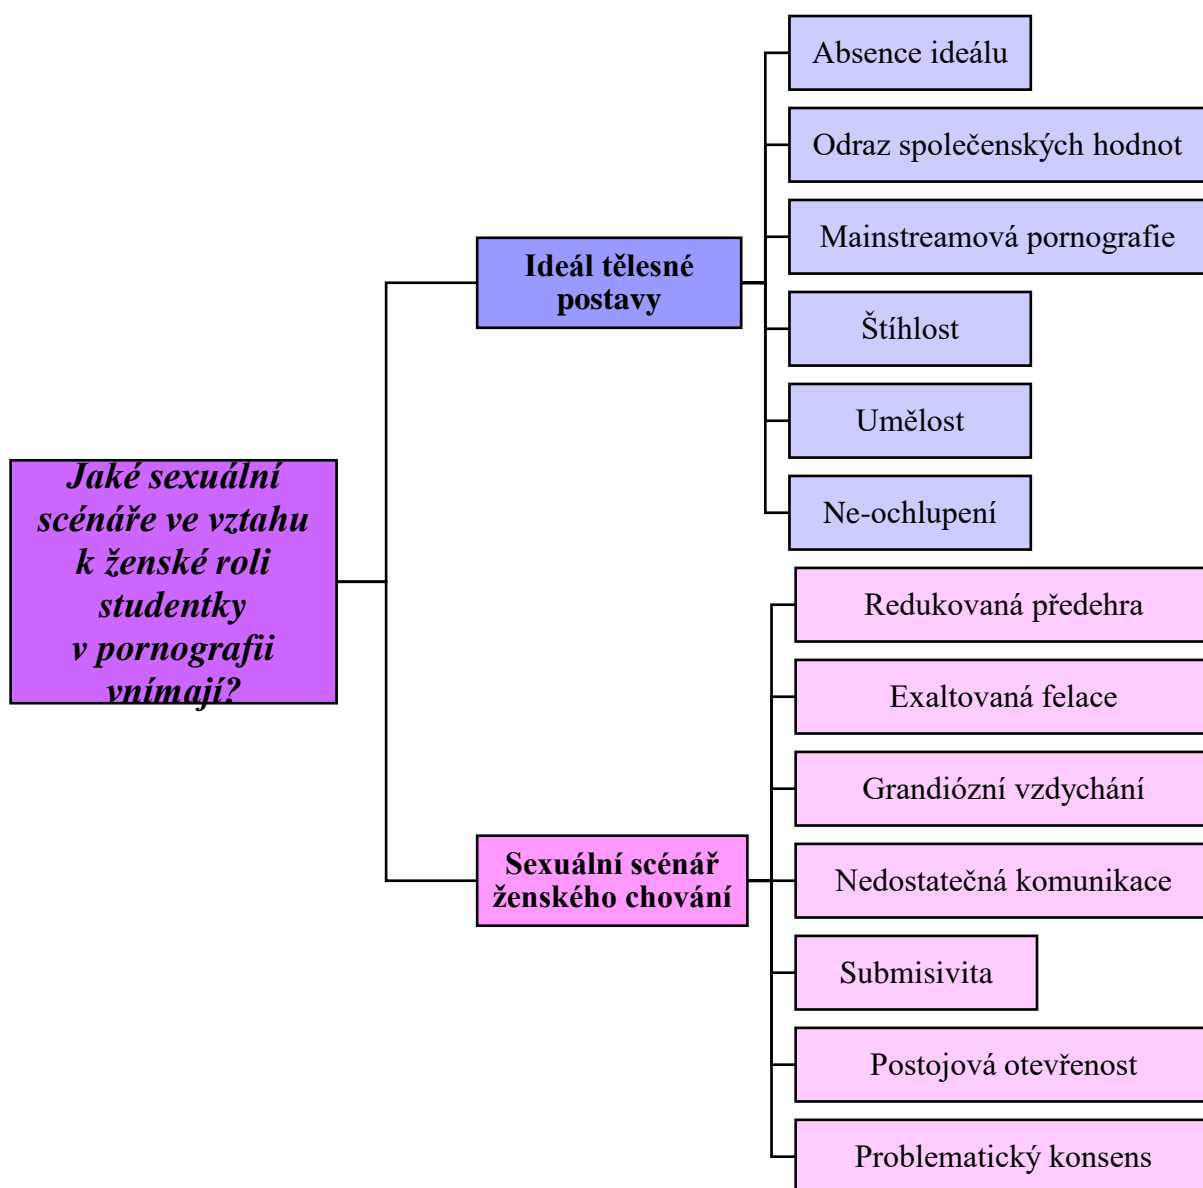 Jaké sexuální
scénáře ve vztahu
k ženské roli
studentky
v pornografii
vnímají?
Ideál tělesné
postavy
Absence ideálu
Odraz společenských hodnot
Mainstreamová pornografie
Štíhlost
Umělost
Ne-ochlupení
Sexuální scénář
ženského chování
Redukovaná předehra
Exaltovaná felace
Grandiózní vzdychání
Nedostatečná komunikace
Submisivita
Postojová otevřenost
Problematický konsens